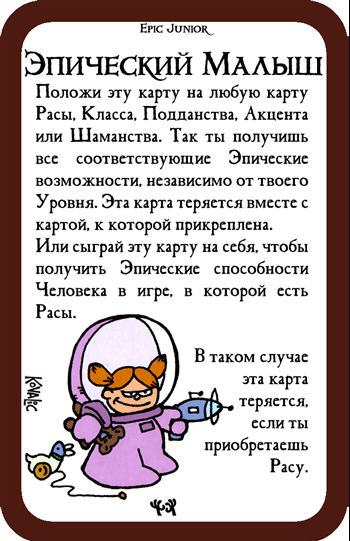 Epic Junior
Эпический Малыш
Положи эту карту на любую карту
Расы, Класса, Подданства, Акцента
или Шаманства. Так ты получишь
все соответствующие Эпические
возможности, независимо от твоего
Уровня. Эта карта теряется вместе с
картой, к которой прикреплена.
Или сыграй эту карту на себя, чтобы
получить Эпические способности
Человека в игре, в которой есть
Расы.
В таком случае
эта карта
теряется,
если ты
приобретаешь
Расу.
Kovalic